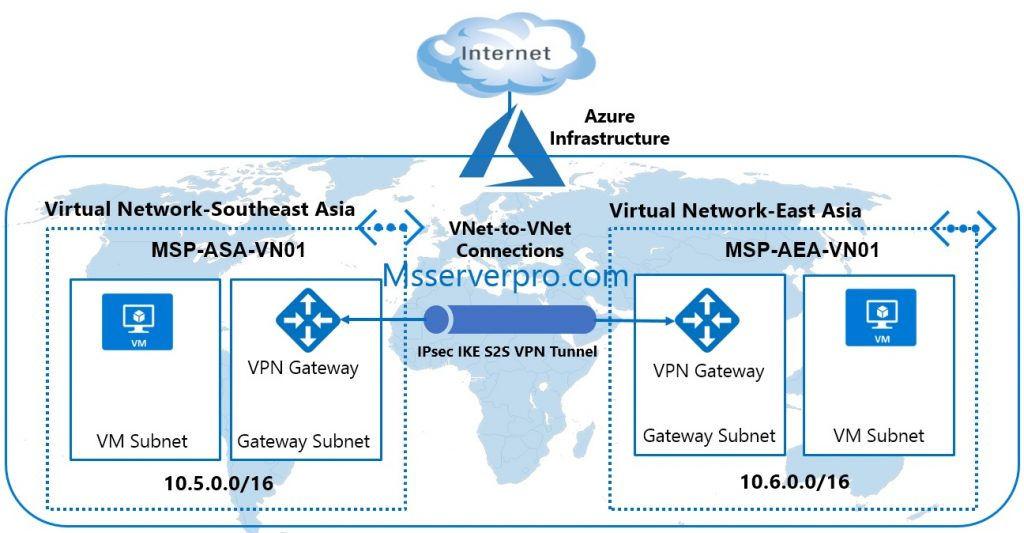 Internet
Azure
Infrastructure
Virtual Network-Southeast Asia
MSP-ASA-VN01
VM
VM Subnet
VPN Gateway
Gateway Subnet
10.5.0.0/16
VNet-to-VNet
Connections
Msserverpro.com
IPsec IKE S2S VPN Tunnel
Virtual Network-East Asia
MSP-AEA-VN01
VPN Gateway
Gateway Subnet
VM
VM Subnet
10.6.0.0/16